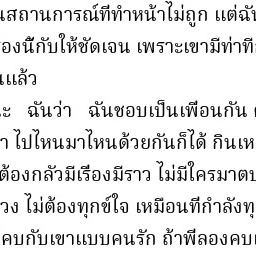 นสถานการณ์ที่ทำหน้าไม่ถูก แต่ฉัน
องนี้กับให้ชัดเจน เพราะเขามีท่าที
นแล้ว
นะ ฉันว่า ฉันชอบเป็นเพื่อนกัน
า ไปไหนมาไหนด้วยกันก็ได้ กินเห
ต้องกลัวมีเรื่องมีราว ไม่มีใครมาตบ
วง ไม่ต้องทุกข์ใจ เหมือนที่กำลังทุ
คบกับเขาแบบคนรัก ถ้าพี่ลองคบ